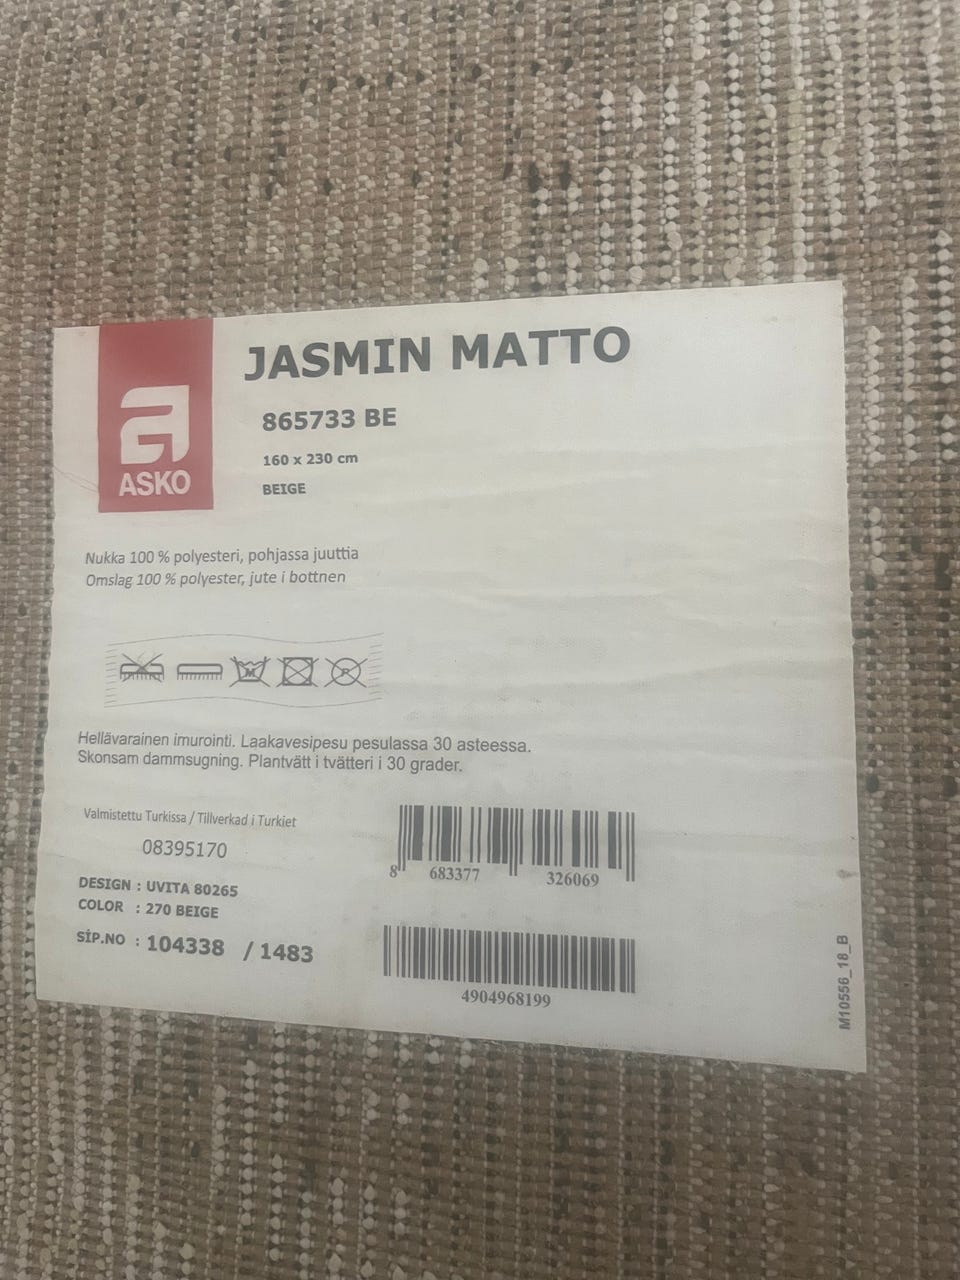 JASMIN MATTO
865733 BE
160 x 230 cm
BEIGE
ASKO
Nukka 100 % polyesteri, pohjassa juuttia
Omslag 100 % polyester, jute i bottnen
M
P
Hellävarainen imurointi. Laakavesipesu pesulassa 30 asteessa.
Skonsam dammsugning. Plantvätt i tvätteri i 30 grader.
Valmistettu Turkissa / Tillverkad i Turkiet
08395170
DESIGN : UVITA 80265
COLOR : 270 BEIGE
SİP.NO : 104338 / 1483
8 683377 326069
4904968199
M10556_18_B